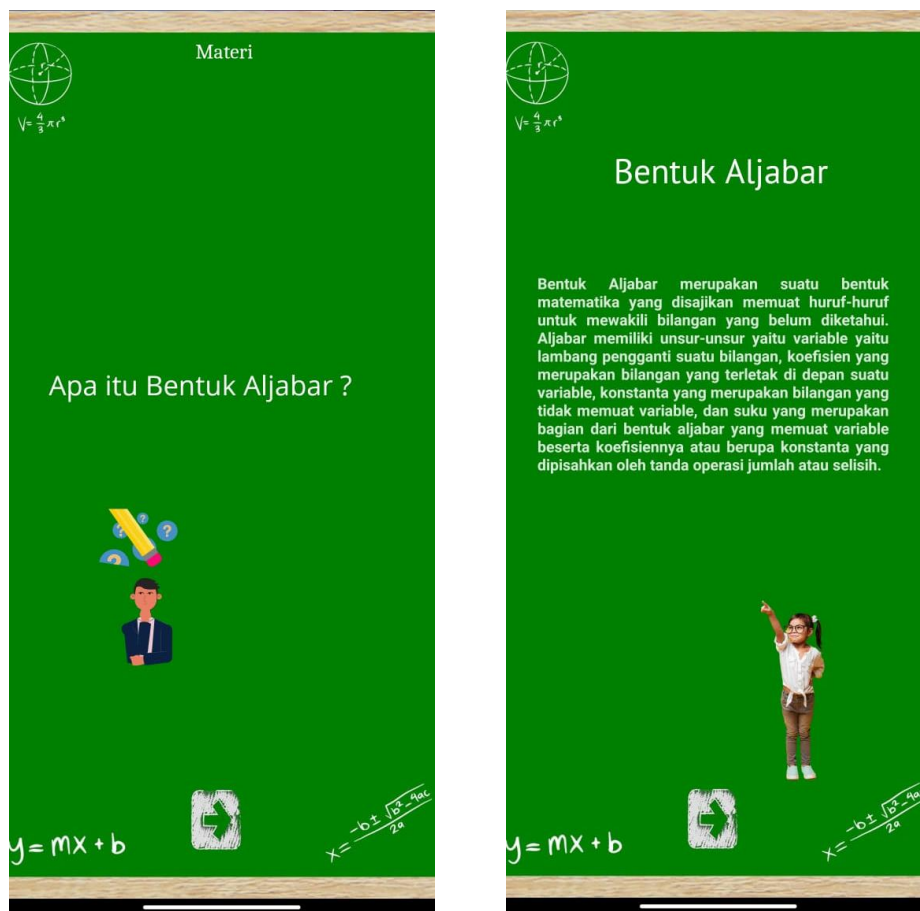 Materi
V= 4/3 πr³
Apa itu Bentuk Aljabar ?
?
?
?
?
y = mx + b
x = -b ± √b²-4ac / 2a
V= 4/3 πr³
Bentuk Aljabar
Bentuk Aljabar merupakan suatu bentuk
matematika yang disajikan memuat huruf-huruf
untuk mewakili bilangan yang belum diketahui.
Aljabar memiliki unsur-unsur yaitu variable yaitu
lambang pengganti suatu bilangan, koefisien yang
merupakan bilangan yang terletak di depan suatu
variable, konstanta yang merupakan bilangan yang
tidak memuat variable, dan suku yang merupakan
bagian dari bentuk aljabar yang memuat variable
beserta koefisiennya atau berupa konstanta yang
dipisahkan oleh tanda operasi jumlah atau selisih.
y = mx + b
x = -b ± √b²-4a / 2a